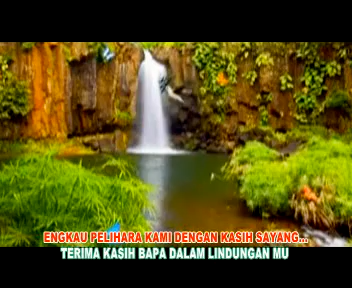 ENGKAU PELIHARA KAMI DENGAN KASIH SAYANG...
TERIMA KASIH BAPA DALAM LINDUNGAN MU